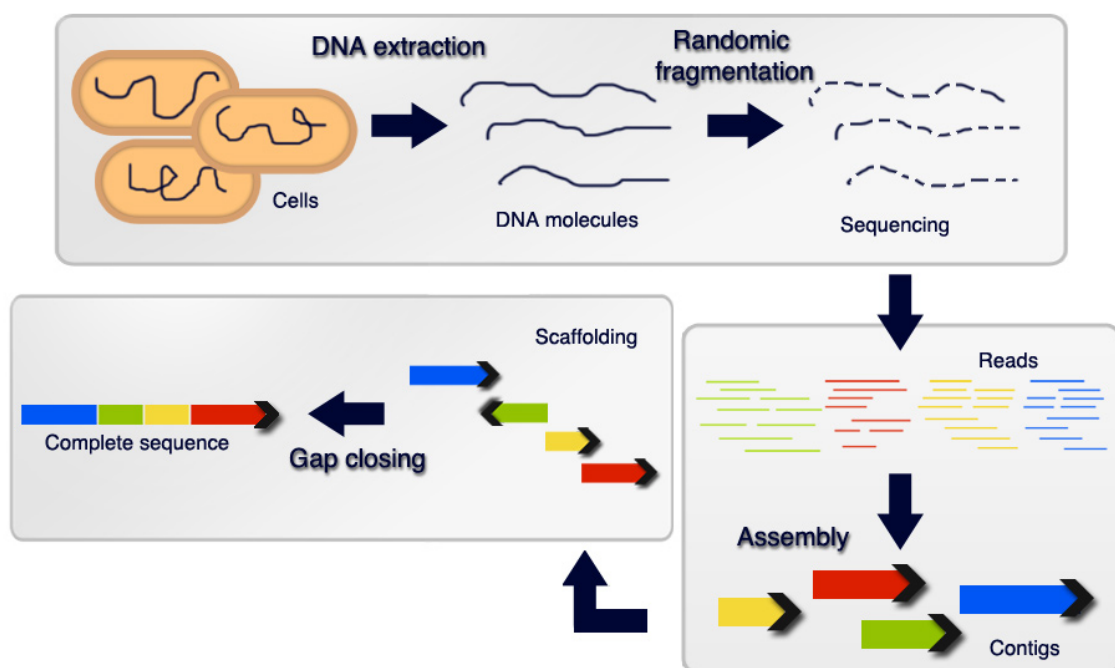 DNA extraction
Randomic
fragmentation
Cells
DNA molecules
Sequencing
Reads
Assembly
Contigs
Scaffolding
Gap closing
Complete sequence